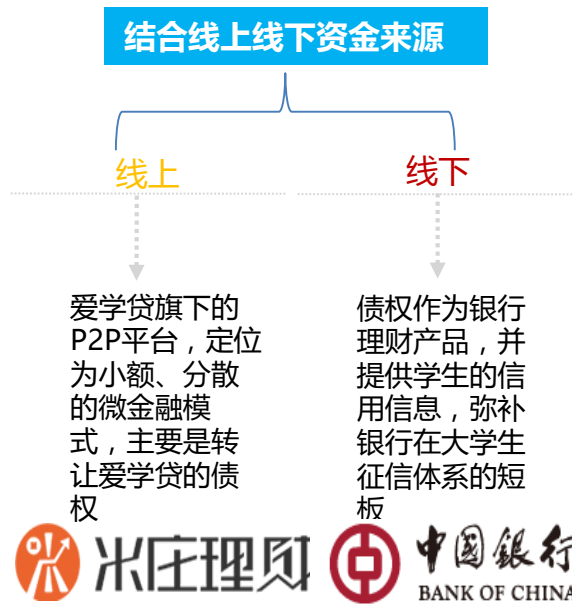 结合线上线下资金来源
线上
线下
爱学贷旗下的
P2P平台，定位
为小额、分散
的微金融模
式，主要是转
让爱学贷的债
权
债权作为银行
理财产品，并
提供学生的信
用信息，弥补
银行在大学生
征信体系的短
板
米庄理财
中國銀行
BANK OF CHINA